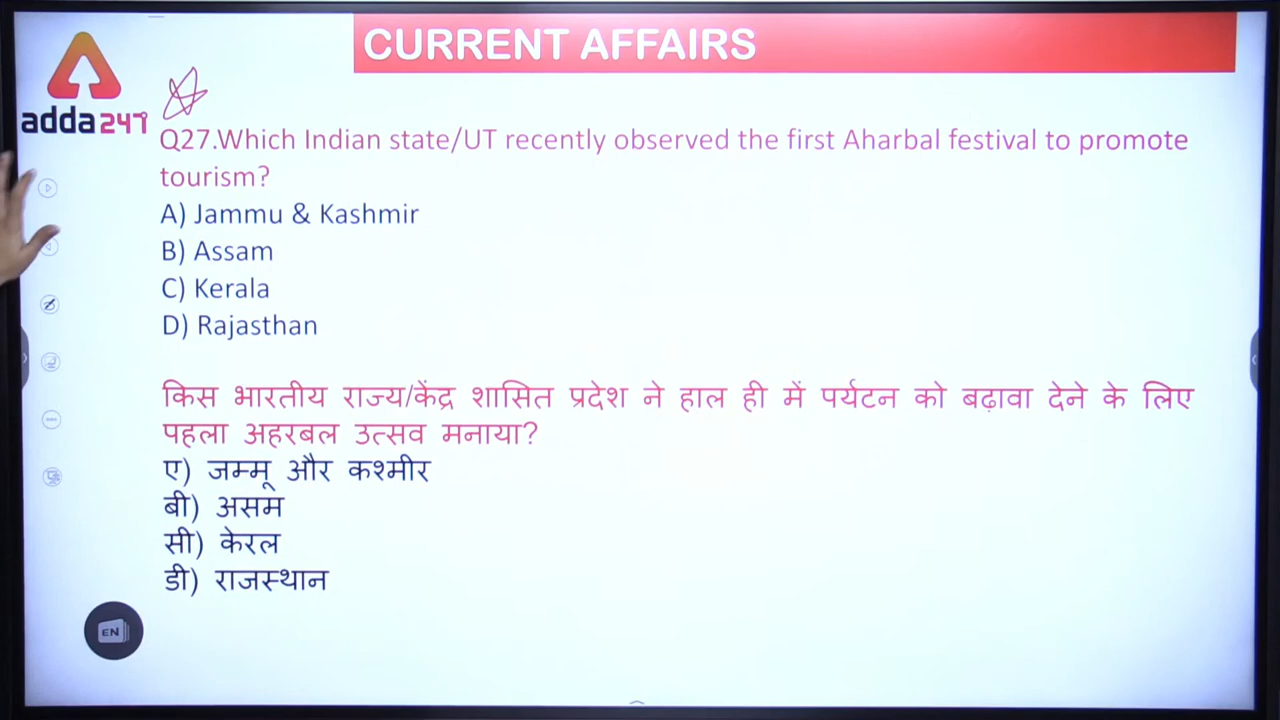 CURRENT AFFAIRS
adda247
Q27.Which Indian state/UT recently observed the first Aharbal festival to promote
tourism?
A) Jammu & Kashmir
B) Assam
C) Kerala
D) Rajasthan
किस भारतीय राज्य/केंद्र शासित प्रदेश ने हाल ही में पर्यटन को बढ़ावा देने के लिए
पहला अहरबल उत्सव मनाया?
ए) जम्मू और कश्मीर
बी) असम
सी) केरल
डी) राजस्थान
EN